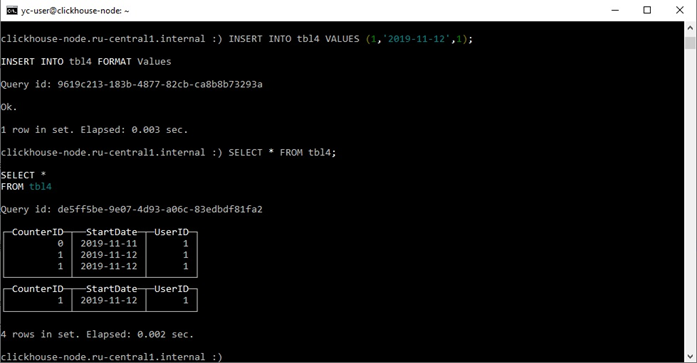 yc-user@clickhouse-node: ~
clickhouse-node.ru-central1.internal :) INSERT INTO tbl4 VALUES (1,'2019-11-12',1);
INSERT INTO tbl4 FORMAT Values
Query id: 9619c213-183b-4877-82cb-ca8b8b73293a
Ok.
1 row in set. Elapsed: 0.003 sec.
clickhouse-node.ru-central1.internal :) SELECT * FROM tbl4;
SELECT *
FROM tbl4
Query id: de5ff5be-9e07-4d93-a06c-83edbdf81fa2
CounterID StartDate UserID
0 2019-11-11 1
1 2019-11-12 1
1 2019-11-12 1
CounterID StartDate UserID
1 2019-11-12 1
4 rows in set. Elapsed: 0.002 sec.
clickhouse-node.ru-central1.internal :)